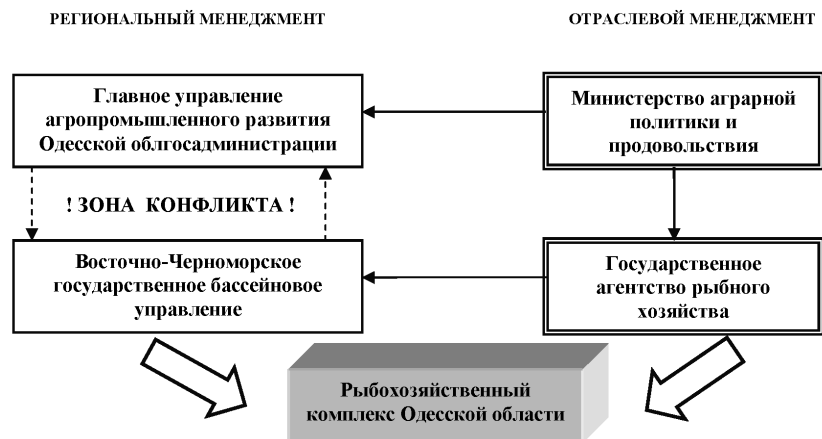 РЕГИОНАЛЬНЫЙ МЕНЕДЖМЕНТ
ОТРАСЛЕВОЙ МЕНЕДЖМЕНТ
Главное управление
агропромышленного развития
Одесской облгосадминистрации
Министерство аграрной
политики и
продовольствия
! ЗОНА КОНФЛИКТА !
Восточно-Черноморское
государственное бассейновое
управление
Государственное
агентство рыбного
хозяйства
Рыбохозяйственный
комплекс Одесской области